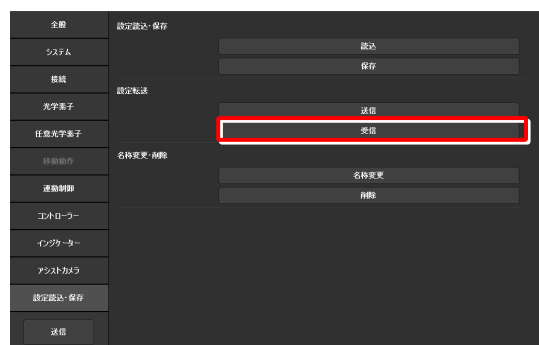 全般
システム
接続
光学素子
任意光学素子
移動動作
連動制御
コントローラー
インジケーター
アシストカメラ
設定読込・保存
送信
設定読込・保存
読込
保存
設定転送
送信
受信
名称変更・削除
名称変更
削除